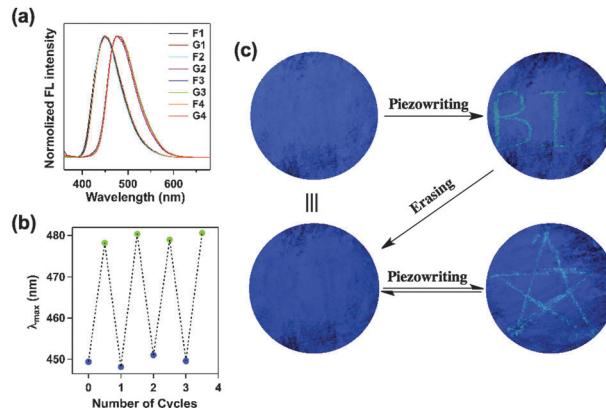 (a)
Normalized FL intensity
F1
G1
F2
G2
F3
G3
F4
G4
400
500
600
Wavelength (nm)
(b)
λmax (nm)
480
470
460
450
0
1
2
3
4
Number of Cycles
(c)
Piezowriting
BIT
Erasing
Piezowriting